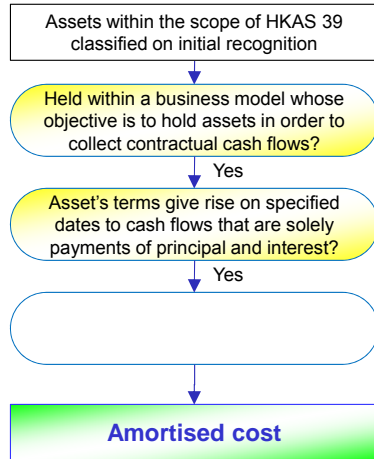 Assets within the scope of HKAS 39
classified on initial recognition
Held within a business model whose
objective is to hold assets in order to
collect contractual cash flows?
Yes
Asset's terms give rise on specified
dates to cash flows that are solely
payments of principal and interest?
Yes
Amortised cost